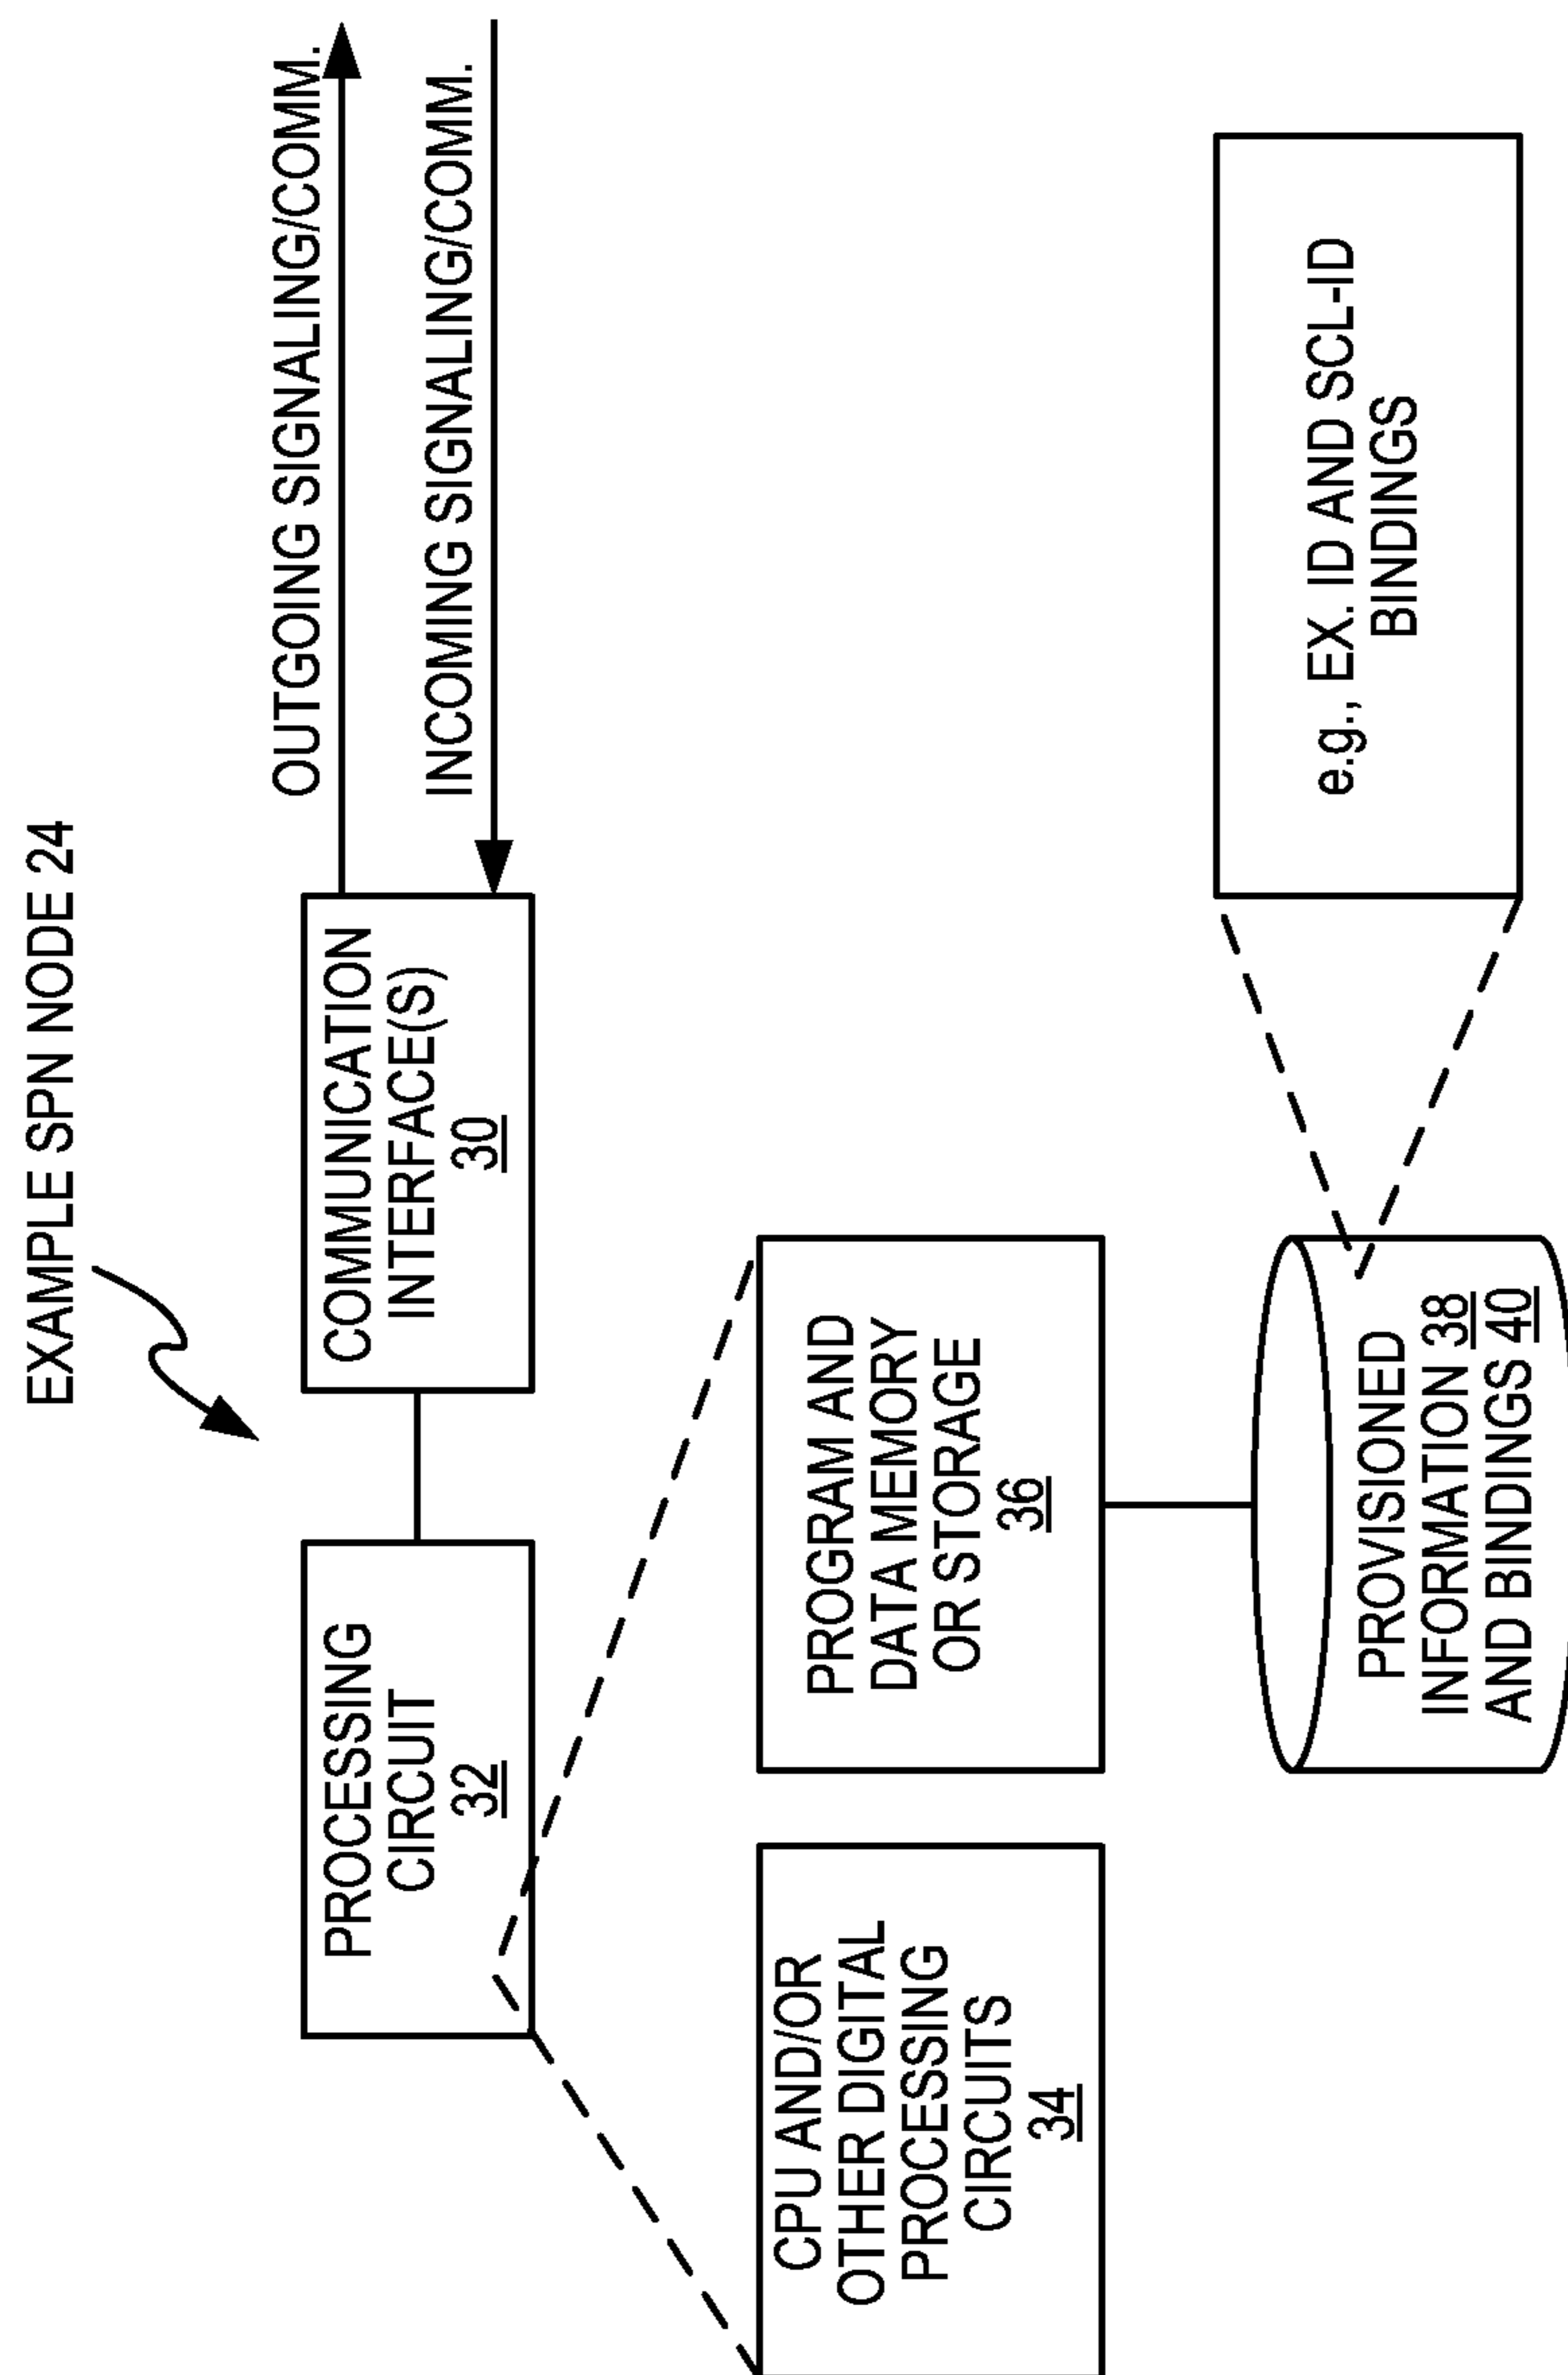 EXAMPLE SPN NODE 24
OUTGOING SIGNALING/COMM.
INCOMING SIGNALING/COMM.
COMMUNICATION
INTERFACE(S)
30
PROCESSING
CIRCUIT
32
CPU AND/OR
OTHER DIGITAL
PROCESSING
CIRCUITS
34
PROGRAM AND
DATA MEMORY
OR STORAGE
36
PROVISIONED
INFORMATION 38
AND BINDINGS 40
e.g., EX. ID AND SCL-ID
BINDINGS